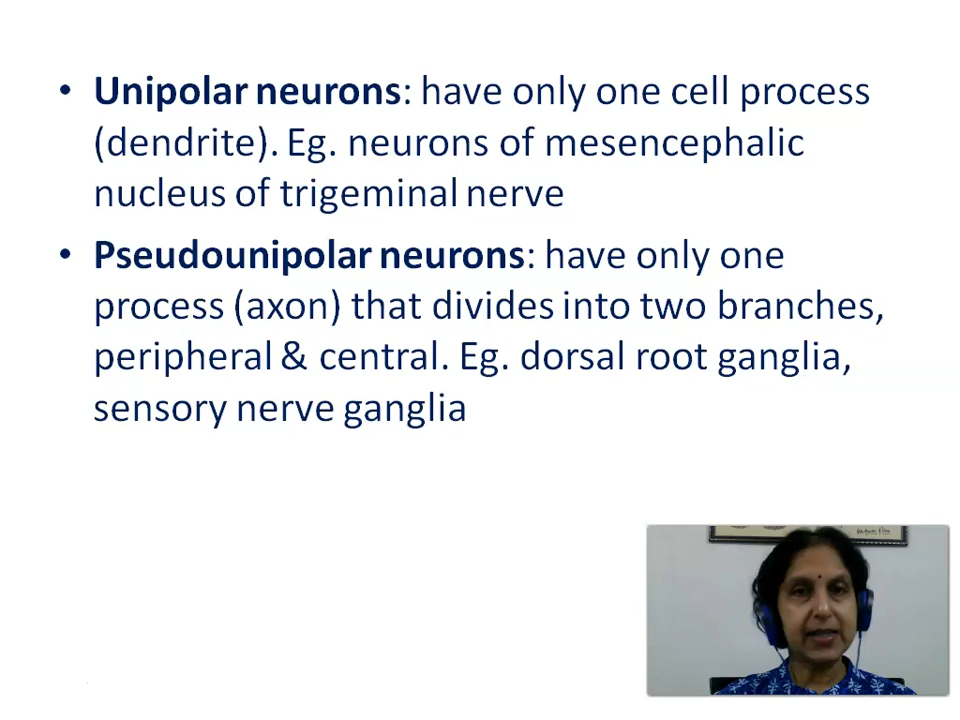 • Unipolar neurons: have only one cell process
(dendrite). Eg. neurons of mesencephalic
nucleus of trigeminal nerve
• Pseudounipolar neurons: have only one
process (axon) that divides into two branches,
peripheral & central. Eg. dorsal root ganglia,
sensory nerve ganglia